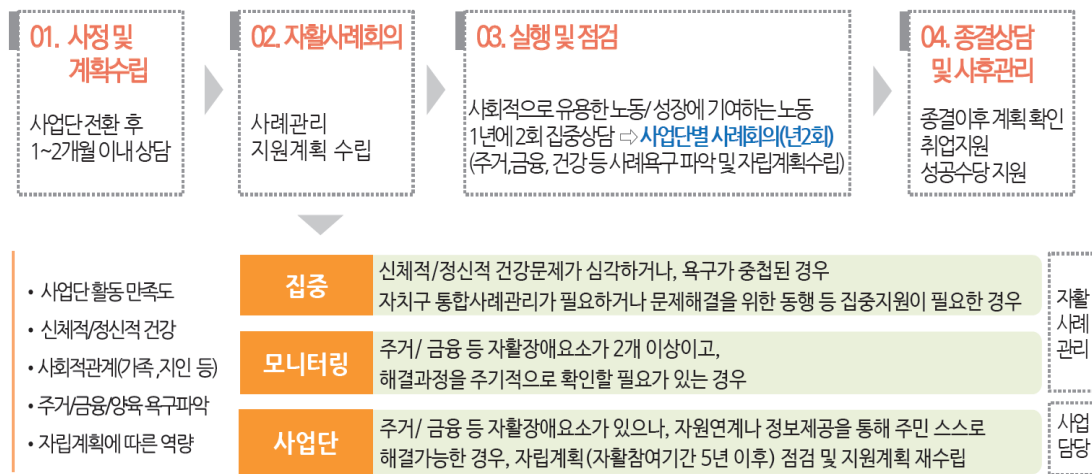 01. 사정 및
계획수립
사업단 전환 후
1~2개월 이내 상담
02. 자활사례회의
사례관리
지원계획 수립
03. 실행 및 점검
사회적으로 유용한 노동/ 성장에 기여하는 노동
1년에 2회 집중상담 ⇨ 사업단별 사례회의(년2회)
(주거,금융, 건강 등 사례욕구 파악 및 자립계획수립)
04. 종결상담
및 사후관리
종결이후 계획 확인
취업지원
성공수당 지원
• 사업단 활동 만족도
• 신체적/정신적 건강
• 사회적관계(가족 ,지인 등)
• 주거/금융/양육 욕구파악
• 자립계획에 따른 역량
집중
신체적/정신적 건강문제가 심각하거나, 욕구가 중첩된 경우
자치구 통합사례관리가 필요하거나 문제해결을 위한 동행 등 집중지원이 필요한 경우
모니터링
주거/ 금융 등 자활장애요소가 2개 이상이고,
해결과정을 주기적으로 확인할 필요가 있는 경우
사업단
주거/ 금융 등 자활장애요소가 있으나, 자원연계나 정보제공을 통해 주민 스스로
해결가능한 경우, 자립계획(자활참여기간 5년 이후) 점검 및 지원계획 재수립
자활
사례
관리
사업
담당